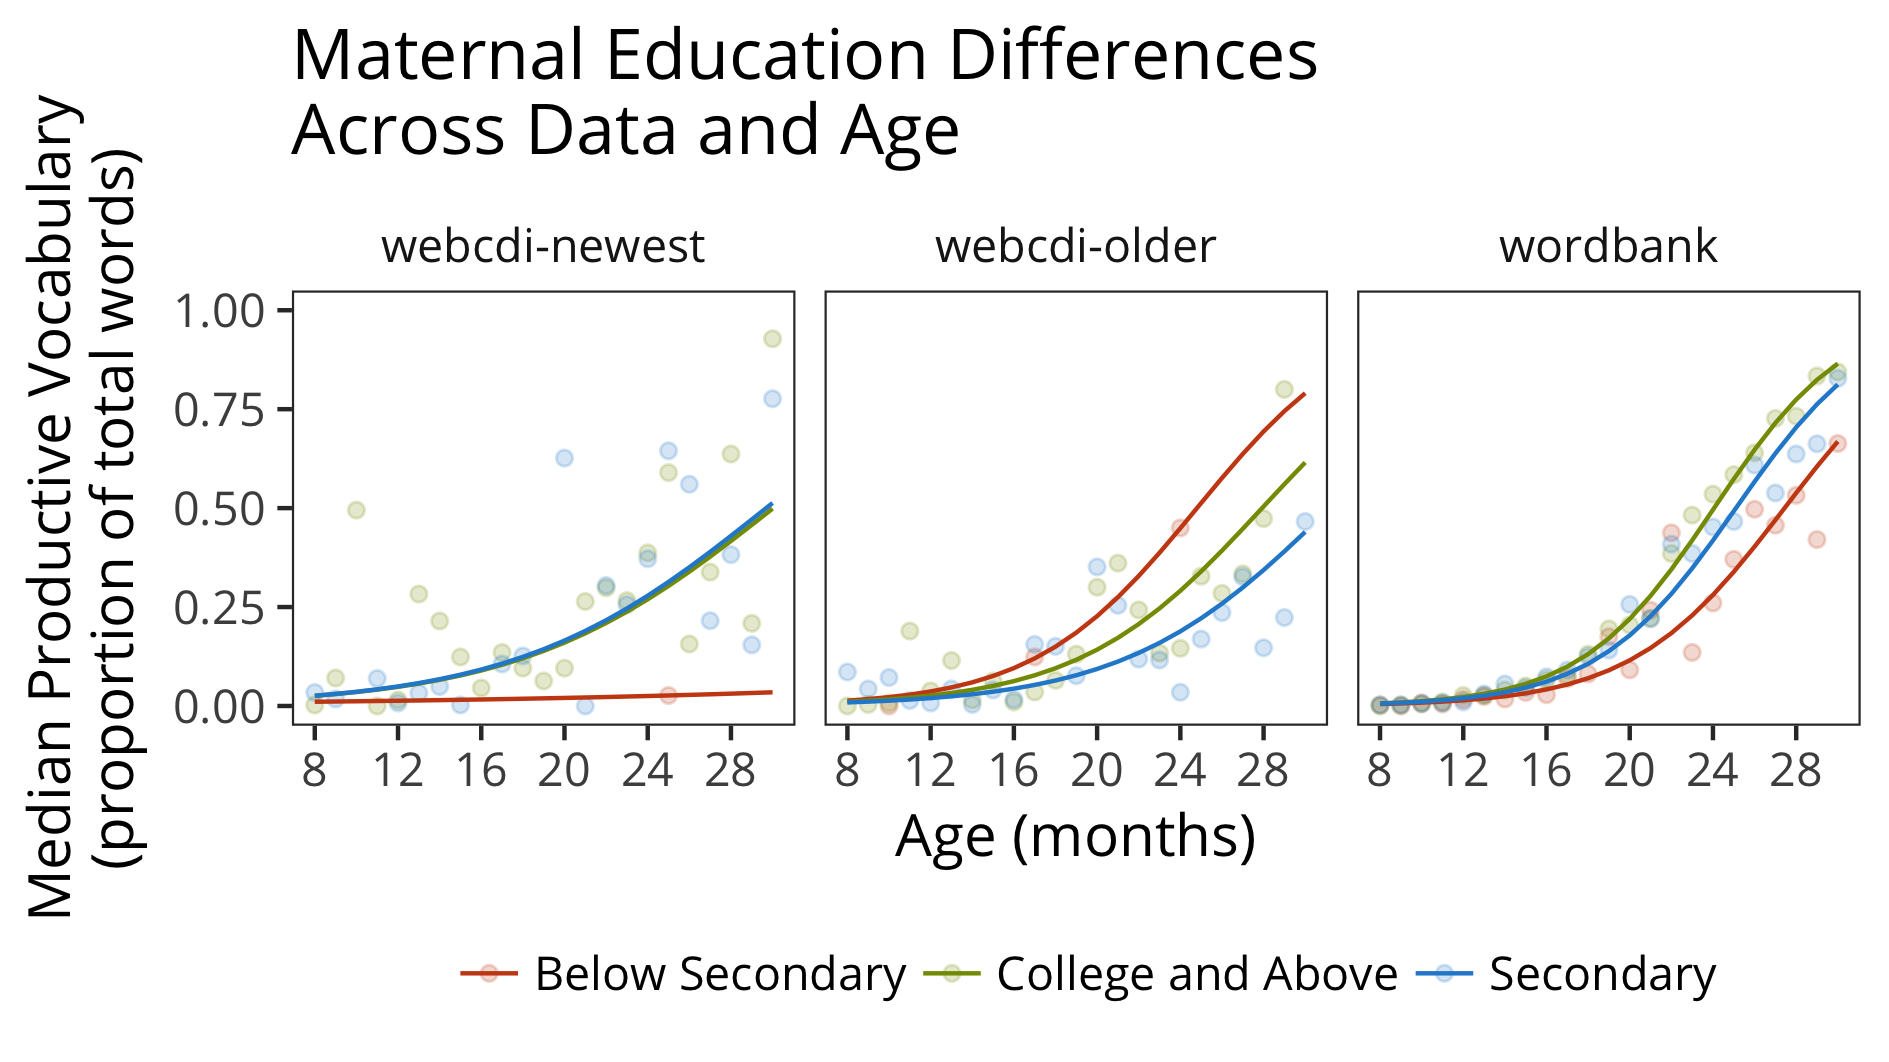 Maternal Education Differences
Across Data and Age
Median Productive Vocabulary
(proportion of total words)
webcdi-newest
webcdi-older
wordbank
1.00
0.75
0.50
0.25
0.00
8 12 16 20 24 28
8 12 16 20 24 28
8 12 16 20 24 28
Age (months)
Below Secondary College and Above Secondary